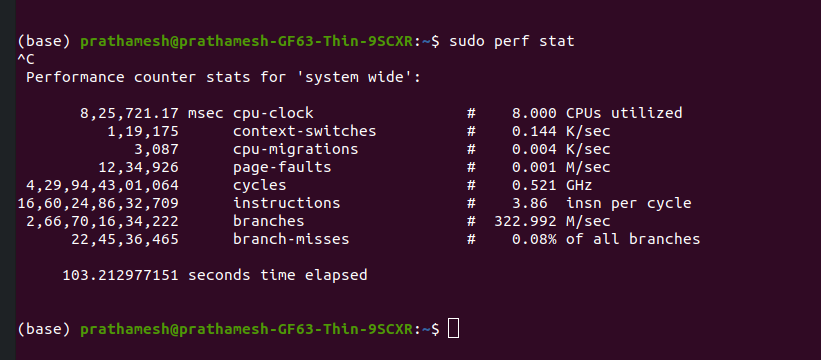 (base) prathamesh@prathamesh-GF63-Thin-9SCXR:~$ sudo perf stat
^C
 Performance counter stats for 'system wide':
8,25,721.17 msec cpu-clock # 8.000 CPUs utilized
1,19,175 context-switches # 0.144 K/sec
3,087 cpu-migrations # 0.004 K/sec
12,34,926 page-faults # 0.001 M/sec
4,29,94,43,01,064 cycles # 0.521 GHz
16,60,24,86,32,709 instructions # 3.86 insn per cycle
2,66,70,16,34,222 branches # 322.992 M/sec
22,45,36,465 branch-misses # 0.08% of all branches
103.212977151 seconds time elapsed
(base) prathamesh@prathamesh-GF63-Thin-9SCXR:~$